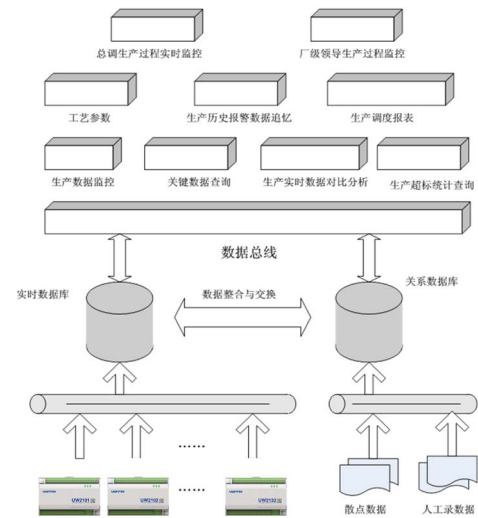 总调生产过程实时监控
厂级领导生产过程监控
工艺参数
生产历史报警数据追忆
生产调度报表
生产数据监控
关键数据查询
生产实时数据对比分析
生产超标统计查询
数据总线
实时数据库
数据整合与交换
关系数据库
……
……
UW2101
UW2102
UW2132
散点数据
人工录数据